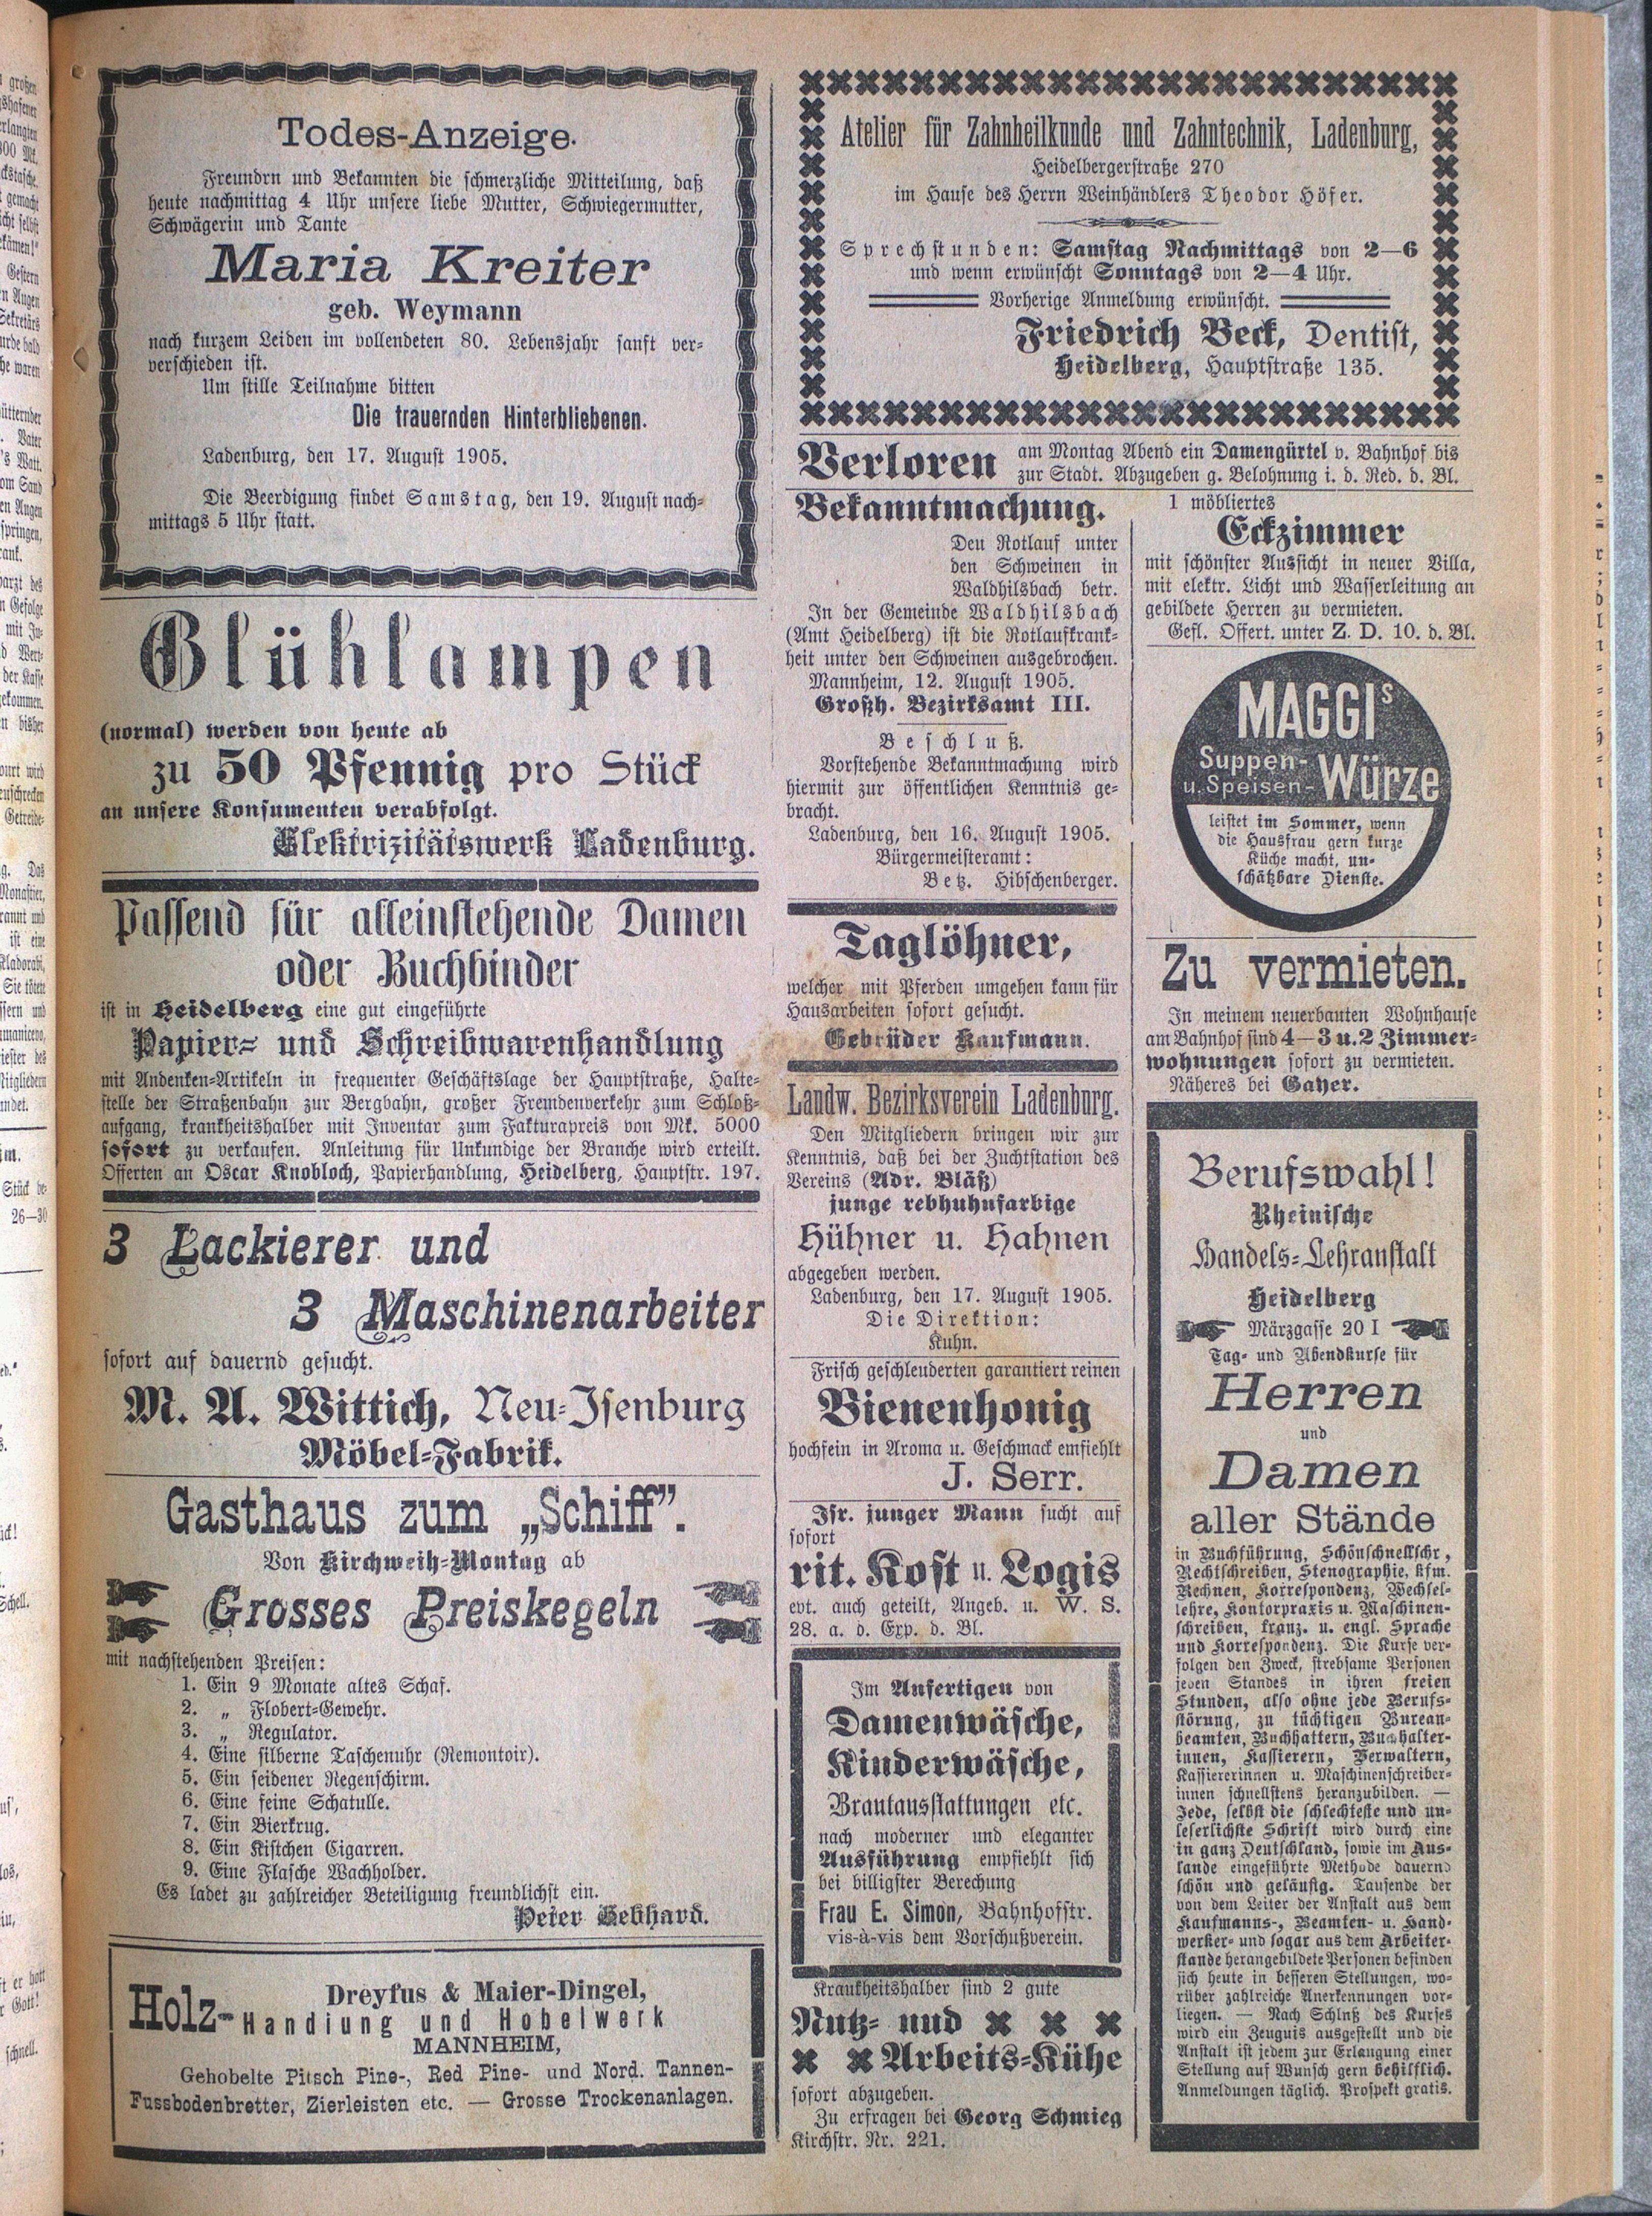 Todes-Anzeige.
Freundrn und Bekannten die schmerzliche Mitteilung, daß
heute nachmittag 4 Uhr unsere liebe Mutter, Schwiegermutter,
Schwägerin und Tante
Maria Kreiter
geb. Weymann
nach kurzem Leiden im vollendeten 80. Lebensjahr sanft ver=
verschieden ist.
Um stille Teilnahme bitten
Die trauernden Hinterbliebenen.
Ladenburg, den 17. August 1905.
Die Beerdigung findet Samstag, den 19. August nach=
mittags 5 Uhr statt.
Glühlampen
(normal) werden von heute ab
zu 50 Pfennig pro Stück
an unsere Konsumenten verabfolgt.
Elektrizitätswerk Ladenburg.
Passend für alleinstehende Damen
oder Buchbinder
ist in Heidelberg eine gut eingeführte
Papier= und Schreibwarenhandlung
mit Andenken-Artikeln in frequenter Geschäftslage der Hauptstraße, Halte=
stelle der Straßenbahn zur Bergbahn, großer Fremdenverkehr zum Schloß=
aufgang, krankheitshalber mit Inventar zum Fakturapreis von Mk. 5000
sofort zu verkaufen. Anleitung für Unkundige der Branche wird erteilt.
Offerten an Oscar Knobloch, Papierhandlung, Heidelberg, Hauptstr. 197.
3 Lackierer und
3 Maschinenarbeiter
sofort auf dauernd gesucht.
M. A. Wittich, Neu=Isenburg
Möbel=Fabrik.
Gasthaus zum „Schiff”.
Von Kirchweih=Montag ab
Grosses Preiskegeln
mit nachstehenden Preisen:
1. Ein 9 Monate altes Schaf.
2. „ Flobert=Gewehr.
3. „ Regulator.
4. Eine silberne Taschenuhr (Remontoir).
5. Ein seidener Regenschirm.
6. Eine feine Schatulle.
7. Ein Bierkrug.
8. Ein Kistchen Cigarren.
9. Eine Flasche Wachholder.
Es ladet zu zahlreicher Beteiligung freundlichst ein.
Peter Gebhard.
Dreyfus & Maier-Dingel,
Holz-Handlung und Hobelwerk
MANNHEIM,
Gehobelte Pitsch Pine-, Red Pine- und Nord. Tannen-
Fussbodenbretter, Zierleisten etc. — Grosse Trockenanlagen.
Atelier für Zahnheilkunde und Zahntechnik, Ladenburg,
Heidelbergerstraße 270
im Hause des Herrn Weinhändlers Theodor Höfer.
Sprechstunden: Samstag Nachmittags von 2—6
und wenn erwünscht Sonntags von 2—4 Uhr.
Vorherige Anmeldung erwünscht.
Friedrich Beck, Dentist,
Heidelberg, Hauptstraße 135.
Verloren am Montag Abend ein Damengürtel v. Bahnhof bis
zur Stadt. Abzugeben g. Belohnung i. d. Red. d. Bl.
Bekanntmachung.
Den Rotlauf unter
den Schweinen in
Waldhilsbach betr.
In der Gemeinde Waldhilsbach
(Amt Heidelberg) ist die Rotlaufkrank=
heit unter den Schweinen ausgebrochen.
Mannheim, 12. August 1905.
Großh. Bezirksamt III.
Beschluß.
Vorstehende Bekanntmachung wird
hiermit zur öffentlichen Kenntnis ge=
bracht.
Ladenburg, den 16. August 1905.
Bürgermeisteramt:
Betz. Hibschenberger.
Taglöhner,
welcher mit Pferden umgehen kann für
Hausarbeiten sofort gesucht.
Gebrüder Kaufmann.
Landw. Bezirksverein Ladenburg.
Den Mitgliedern bringen wir zur
Kenntnis, daß bei der Zuchtstation des
Vereins (Adr. Bläß)
junge rebhuhnfarbige
Hühner u. Hahnen
abgegeben werden.
Ladenburg, den 17. August 1905.
Die Direktion:
Kuhn.
Frisch geschleuderten garantiert reinen
Bienenhonig
hochfein in Aroma u. Geschmack emfiehlt
J. Serr.
Isr. junger Mann sucht auf
sofort
rit. Kost u. Logis
evt. auch geteilt, Angeb. u. W. S.
28. a. d. Exp. d. Bl.
Im Anfertigen von
Damenwäsche,
Kinderwäsche,
Brautausstattungen etc.
nach moderner und eleganter
Ausführung empfiehlt sich
bei billigster Berechung
Frau E. Simon, Bahnhofstr.
vis-à-vis dem Vorschußverein.
Krankheitshalber sind 2 gute
Nutz= und
Arbeits=Kühe
sofort abzugeben.
Zu erfragen bei Georg Schmieg
Kirchstr. Nr. 221.
1 möbliertes
Eckzimmer
mit schönster Aussicht in neuer Villa,
mit elektr. Licht und Wasserleitung an
gebildete Herren zu vermieten.
Gefl. Offert. unter Z. D. 10. d. Bl.
MAGGIs
Suppen-
u. Speisen-Würze
leistet im Sommer, wenn
die Hausfrau gern kurze
Küche macht, un=
schätzbare Dienste.
Zu vermieten.
In meinem neuerbauten Wohnhause
am Bahnhof sind 4—3 u. 2 Zimmer=
wohnungen sofort zu vermieten.
Näheres bei Gayer.
Berufswahl!
Rheinische
Handels=Lehranstalt
Heidelberg
Märzgasse 20 I
Tag= und Abendkurse für
Herren
und
Damen
aller Stände
in Buchführung, Schönschnellschr,
Rechtschreiben, Stenographie, kfm.
Rechnen, Korrespondenz, Wechsel-
lehre, Kontorpraxis u. Maschinen-
schreiben, franz. u. engl. Sprache
und Korrespondenz. Die Kurse ver=
folgen den Zweck, strebsame Personen
jeden Standes in ihren freien
Stunden, also ohne jede Berufs=
störung, zu tüchtigen Bureau=
beamten, Buchhaltern, Buchhalter=
innen, Kassierern, Verwaltern,
Kassiererinnen u. Maschinenschreiber=
innen schnellstens heranzubilden. —
Jede, selbst die schlechteste und un=
leserlichste Schrift wird durch eine
in ganz Deutschland, sowie im Aus=
lande eingeführte Methode dauernd
schön und geläufig. Tausende der
von dem Leiter der Anstalt aus dem
Kaufmanns-, Beamten- u. Hand-
werker= und sogar aus dem Arbeiter-
stande herangebildete Personen befinden
sich heute in besseren Stellungen, wo=
rüber zahlreiche Anerkennungen vor=
liegen. — Nach Schlnß des Kurses
wird ein Zeugnis ausgestellt und die
Anstalt ist jedem zur Erlangung einer
Stellung auf Wunsch gern behilflich.
Anmeldungen täglich. Prospekt gratis.